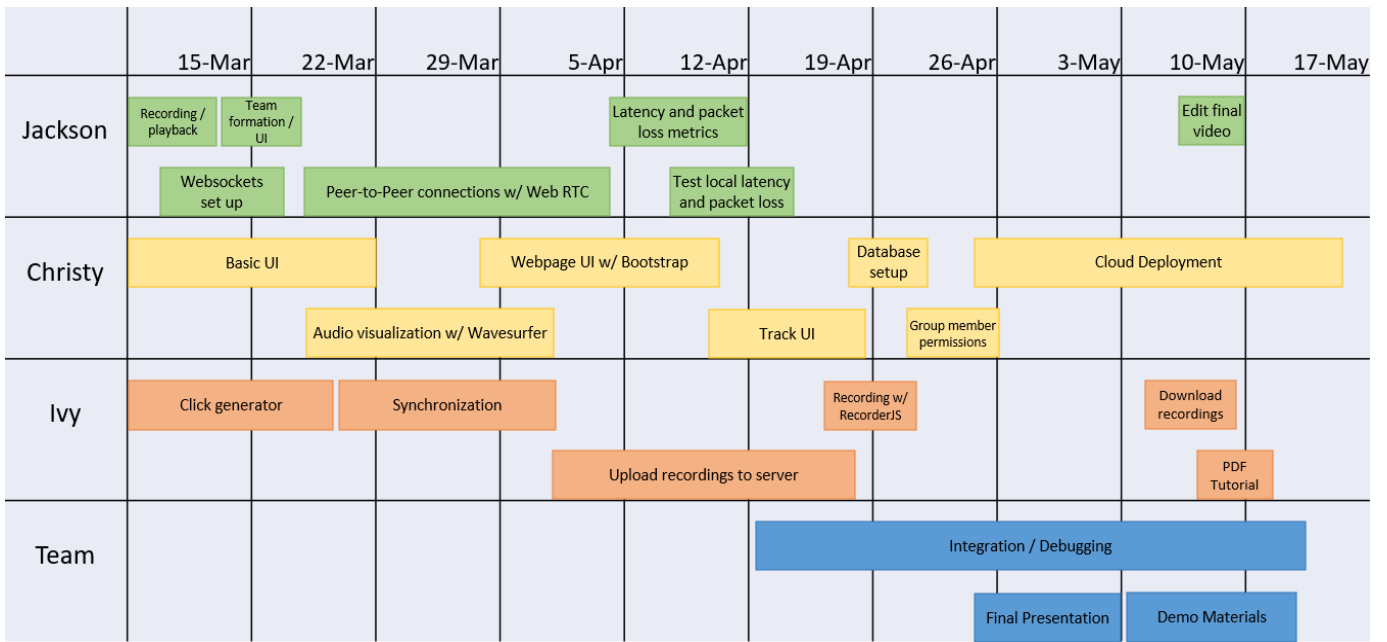 15-Mar 22-Mar 29-Mar 5-Apr 12-Apr 19-Apr 26-Apr 3-May 10-May 17-May
Jackson
Recording /
playback
Team
formation /
UI
Latency and packet
loss metrics
Edit final
video
Websockets
set up
Peer-to-Peer connections w/ Web RTC
Test local latency
and packet loss
Christy
Basic UI
Webpage UI w/ Bootstrap
Database
setup
Cloud Deployment
Audio visualization w/ Wavesurfer
Track UI
Group member
permissions
Ivy
Click generator
Synchronization
Recording w/
RecorderJS
Download
recordings
Upload recordings to server
PDF
Tutorial
Team
Integration / Debugging
Final Presentation
Demo Materials